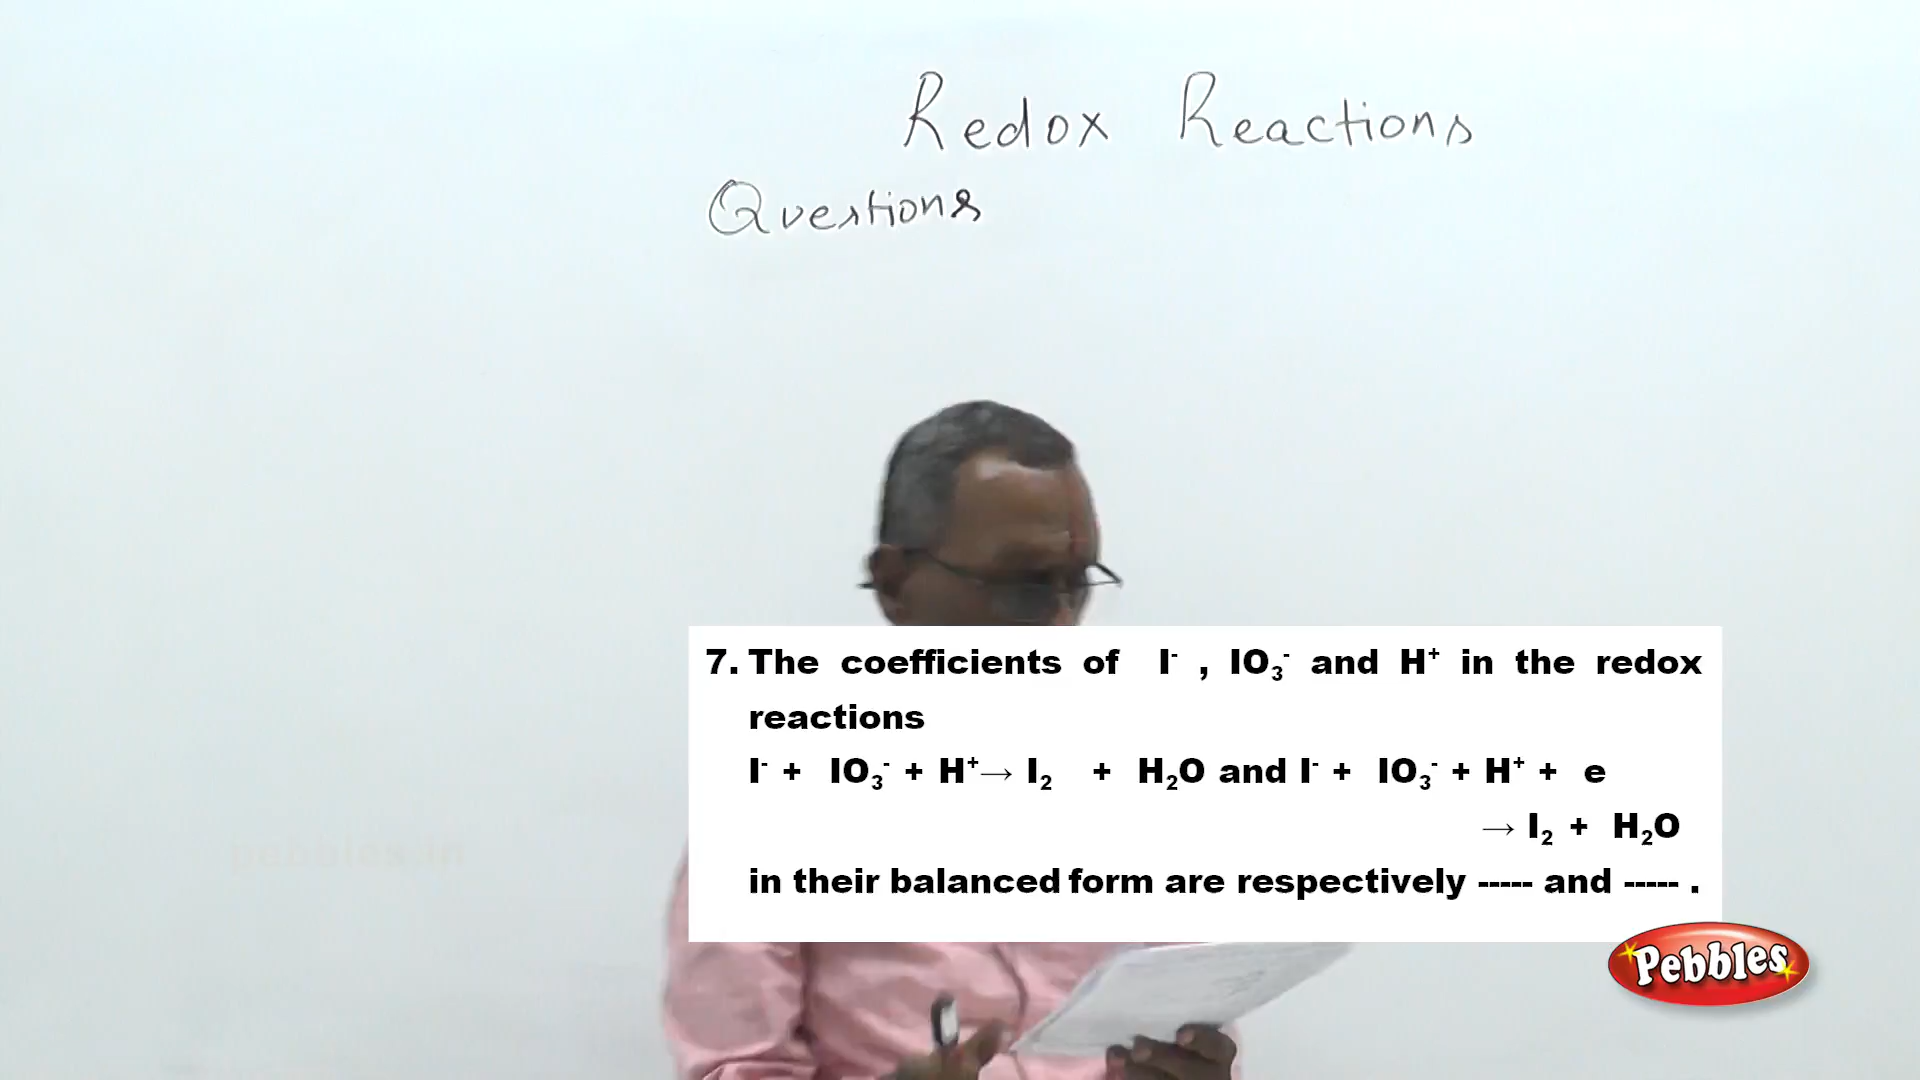 Redox Reactions
Questions
7. The coefficients of I⁻ , IO₃⁻ and H⁺ in the redox
reactions
I⁻ + IO₃⁻ + H⁺→ I₂ + H₂O and I⁻ + IO₃⁻ + H⁺ + e
→ I₂ + H₂O
in their balanced form are respectively ----- and ----- .
Pebbles